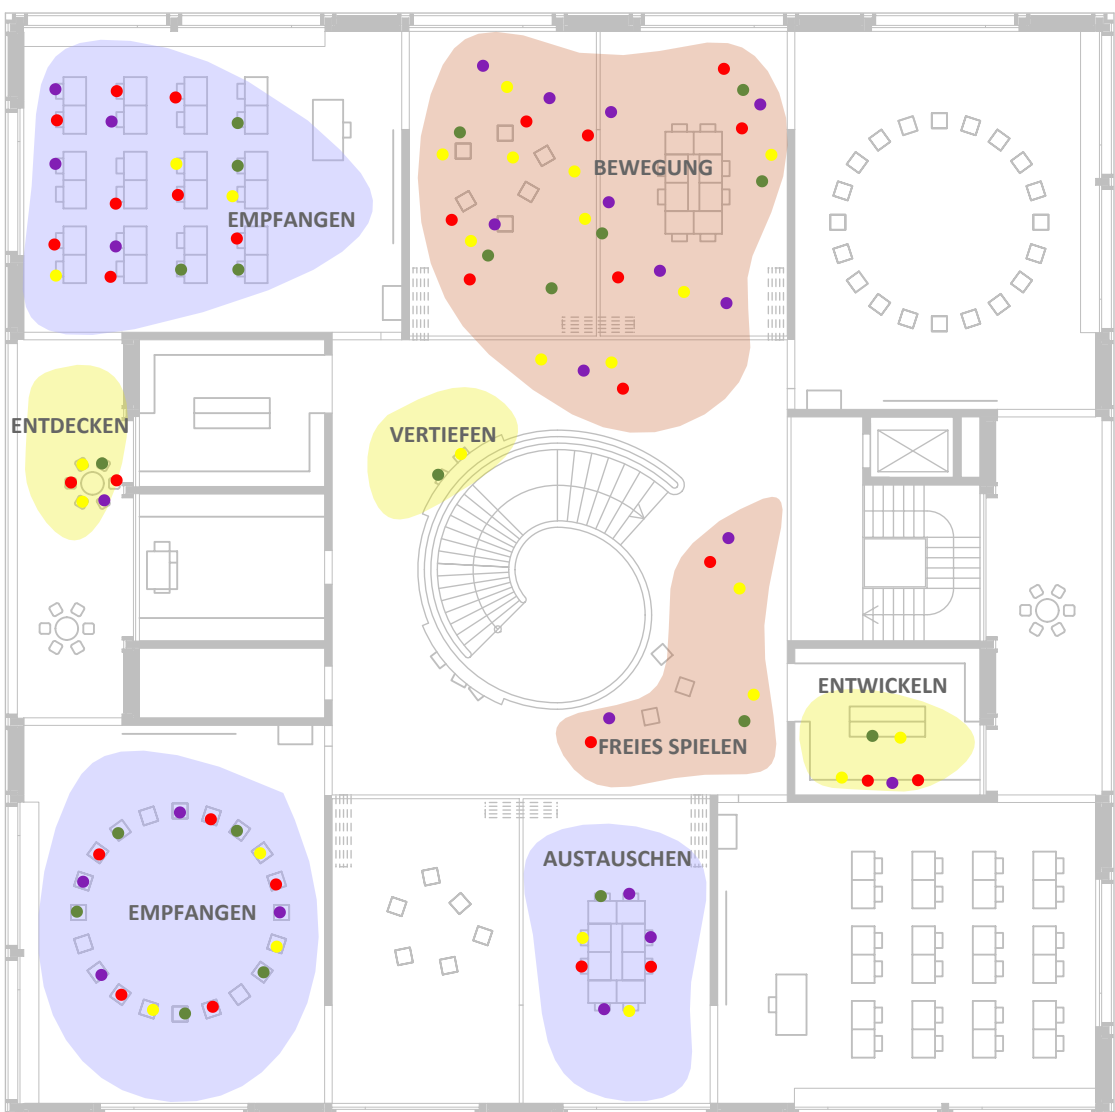 BEWEGUNG
EMPFANGEN
ENTDECKEN
VERTIEFEN
ENTWICKELN
FREIES SPIELEN
AUSTAUSCHEN
EMPFANGEN